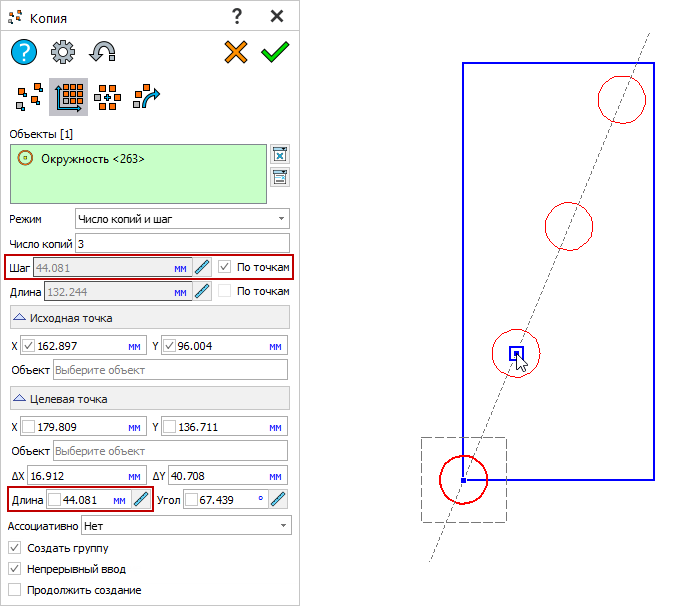 Копия ?
?
Объекты [1]
Окружность <263>
Режим Число копий и шаг
Число копий 3
Шаг 44.081 мм По точкам
Длина 132.244 мм По точкам
Исходная точка
X 162.897 мм Y 96.004 мм
Объект Выберите объект
Целевая точка
X 179.809 мм Y 136.711 мм
Объект Выберите объект
ΔX 16.912 мм ΔY 40.708 мм
Длина 44.081 мм Угол 67.439 °
Ассоциативно Нет
Создать группу
Непрерывный ввод
Продолжить создание